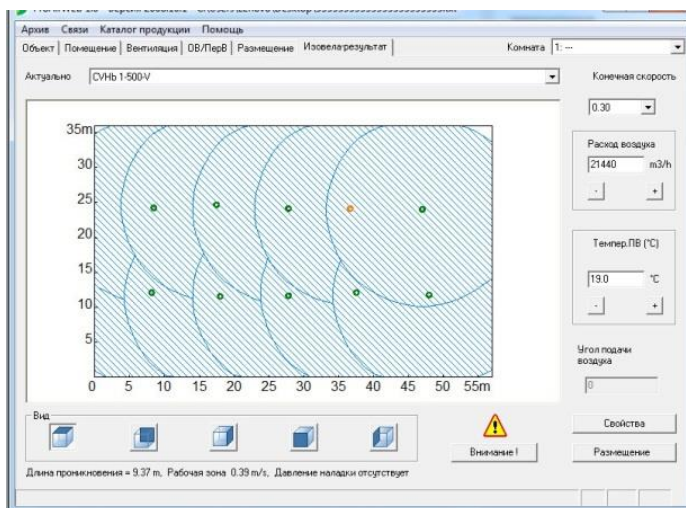 Архив Связи Каталог продукции Помощь
Объект Помещение Вентиляция ОВ/ПерВ Размещение Изовела-результат Комната 1: ---
Актуально CVHb 1-500-V Конечная скорость
0.30
35m
30
25
20
15
10
5
0 5 10 15 20 25 30 35 40 45 50 55m
Расход воздуха
21440 m3/h
- +
Темпер.ПВ (°C)
19.0 °C
- +
Угол подачи
воздуха
0
Вид
Внимание !
Свойства
Размещение
Длина проникновения = 9.37 m, Рабочая зона 0.39 m/s, Давление наладки отсутствует